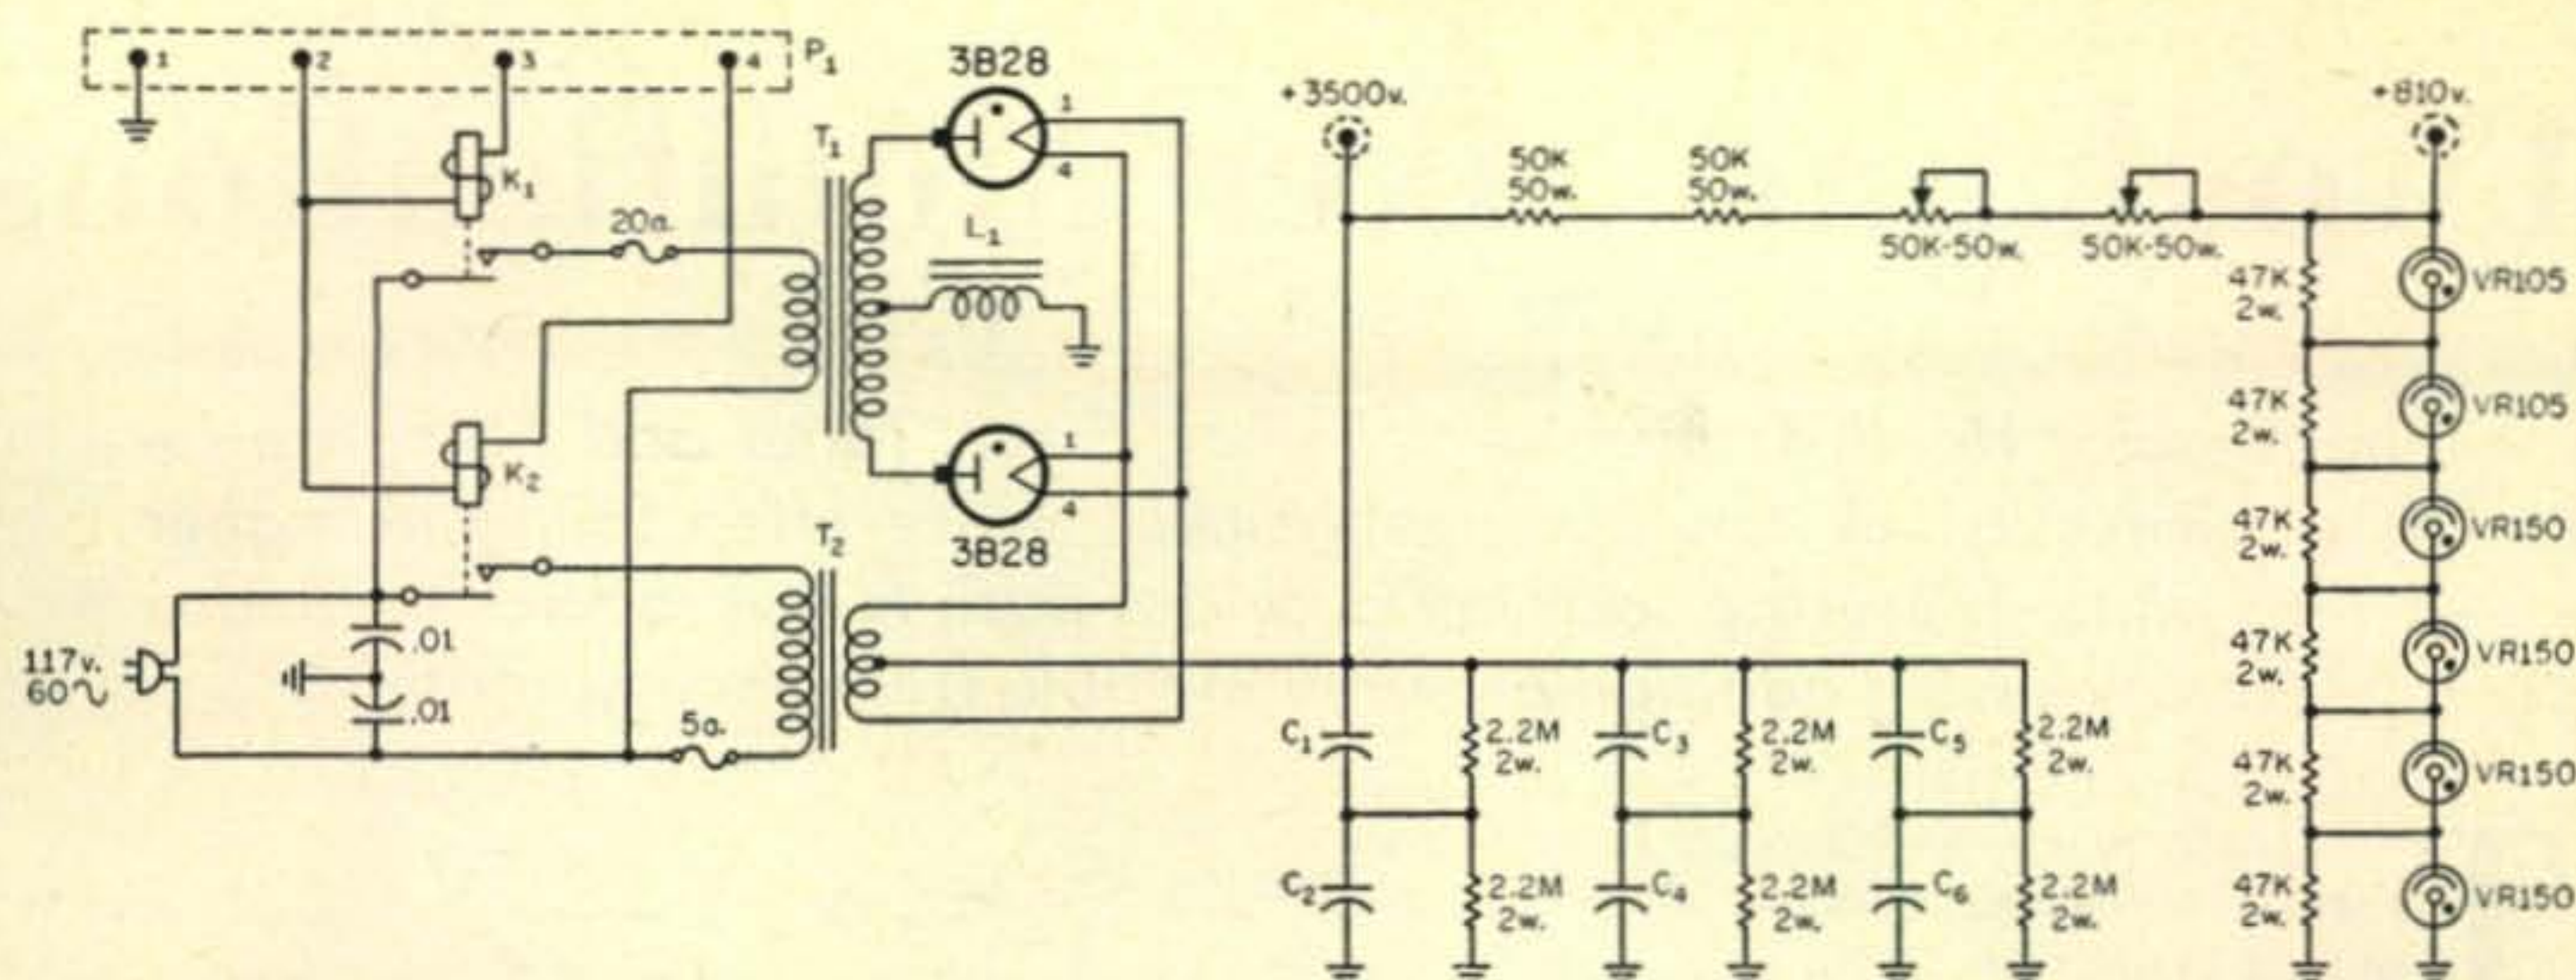 1
2
3
4
P1
3B28
1
4
T1
K1
20a.
L1
K2
1
4
3B28
T2
117v.
60~
.01
.01
5a.
+3500v.
50K
50w.
50K
50w.
50K-50w.
50K-50w.
+810v.
47K
2w.
VR105
47K
2w.
VR105
47K
2w.
VR150
47K
2w.
VR150
47K
2w.
VR150
47K
2w.
VR150
C1
2.2M
2w.
C3
2.2M
2w.
C5
2.2M
2w.
C2
2.2M
2w.
C4
2.2M
2w.
C6
2.2M
2w.